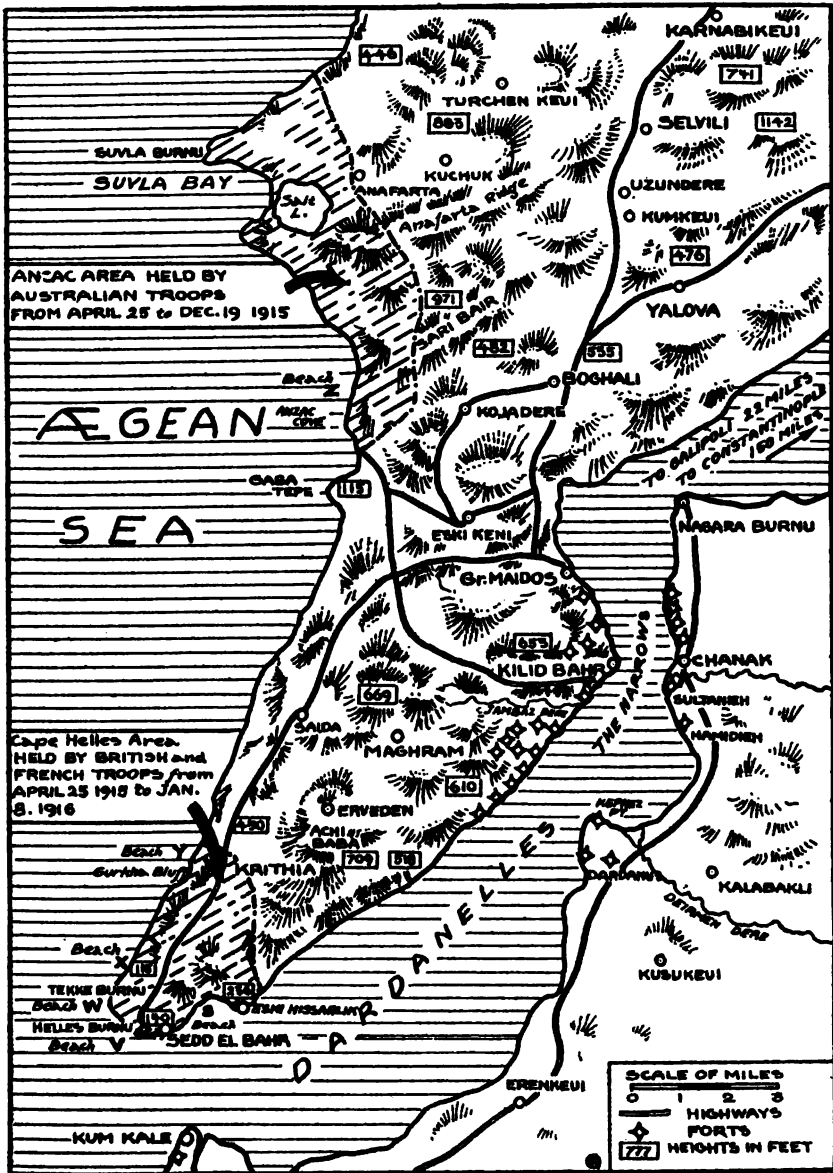 KARNABIKEUI
446
741
TURCHEN KEUI
883
SELVILI
1142
SUVLA BURNU
KUCHUK
SUVLA BAY
ANAFARTA
Salt
L.
Anafarta Ridge
UZUNDERE
KUMKEUI
476
ANZAC AREA HELD BY
AUSTRALIAN TROOPS
FROM APRIL 25 to DEC. 19 1915
971
SARI BAIR
YALOVA
482
555
Beach
Z
BOGHALI
ÆGEAN
ANZAC
COVE
KOJADERE
TO GALIPOLI 22 MILES
TO CONSTANTINOPLE
150 MILES
GABA
TEPE
115
SEA
ESKI KENI
NAGARA BURNU
Gr. MAIDOS
653
KILID BAHR
THE NARROWS
CHANAK
669
SULTANIEH
SAIDA
HAMIDIEH
MAGHRAM
Cape Helles Area.
HELD BY BRITISH and
FRENCH TROOPS from
APRIL 25 1915 to JAN.
8. 1916
610
ERVEDEN
490
ACHI
BABA
709
Beach Y
Gurkha Bluff
KRITHIA
DARDANUS
KALABAKLI
DARDANELLES
Beach
X
KUSUKEUI
TEKKE BURNU
Beach W
ESKI HISSARLIK
HELLES BURNU
S
Beach
Beach V
SEDD EL BAHR
ERENKEUI
KUM KALE
SCALE OF MILES
0 1 2 3
HIGHWAYS
FORTS
777 HEIGHTS IN FEET